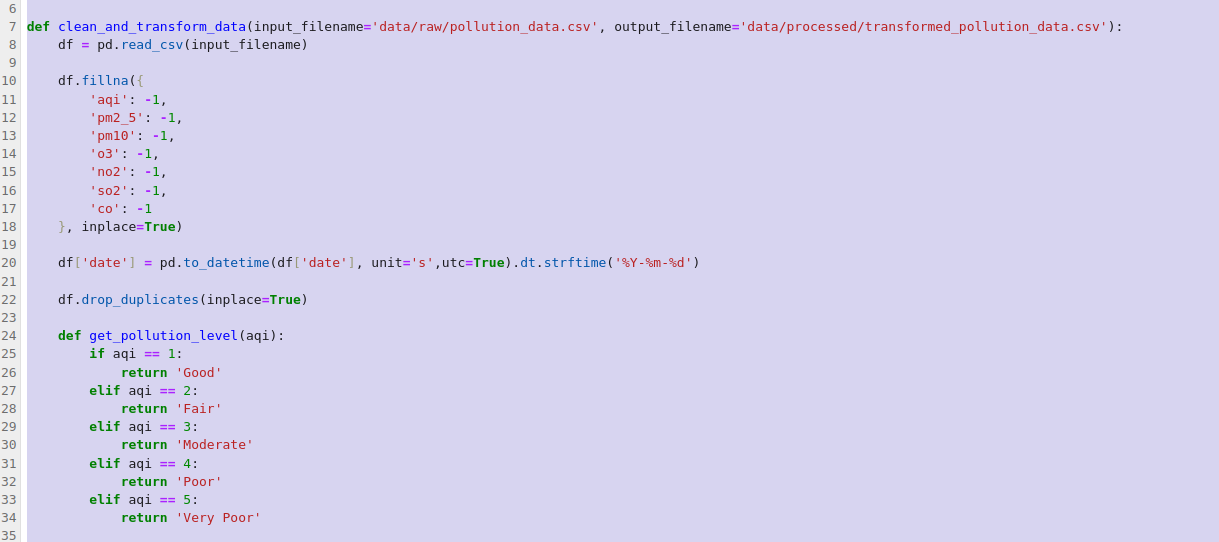 6
7 def clean_and_transform_data(input_filename='data/raw/pollution_data.csv', output_filename='data/processed/transformed_pollution_data.csv'):
8     df = pd.read_csv(input_filename)
9
10     df.fillna({
11         'aqi': -1,
12         'pm2_5': -1,
13         'pm10': -1,
14         'o3': -1,
15         'no2': -1,
16         'so2': -1,
17         'co': -1
18     }, inplace=True)
19
20     df['date'] = pd.to_datetime(df['date'], unit='s',utc=True).dt.strftime('%Y-%m-%d')
21
22     df.drop_duplicates(inplace=True)
23
24     def get_pollution_level(aqi):
25         if aqi == 1:
26             return 'Good'
27         elif aqi == 2:
28             return 'Fair'
29         elif aqi == 3:
30             return 'Moderate'
31         elif aqi == 4:
32             return 'Poor'
33         elif aqi == 5:
34             return 'Very Poor'
35